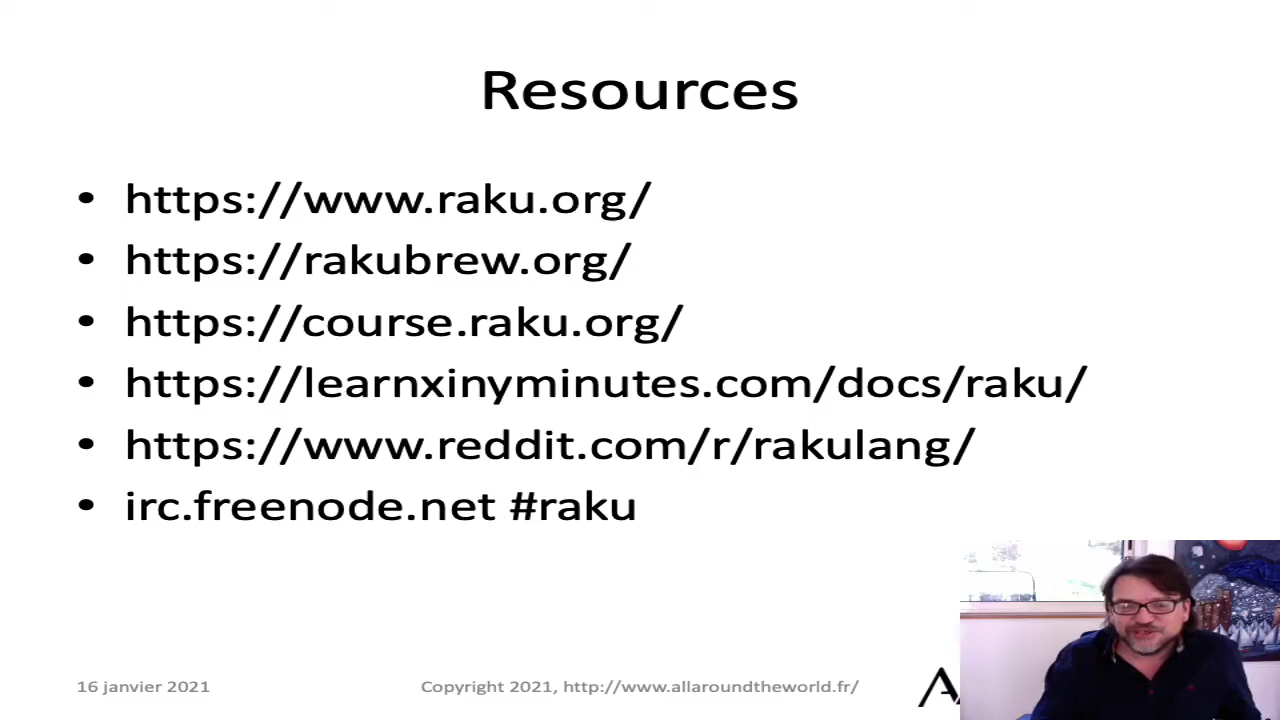 Resources
• https://www.raku.org/
• https://rakubrew.org/
• https://course.raku.org/
• https://learnxinyminutes.com/docs/raku/
• https://www.reddit.com/r/rakulang/
• irc.freenode.net #raku
16 janvier 2021
Copyright 2021, http://www.allaroundtheworld.fr/